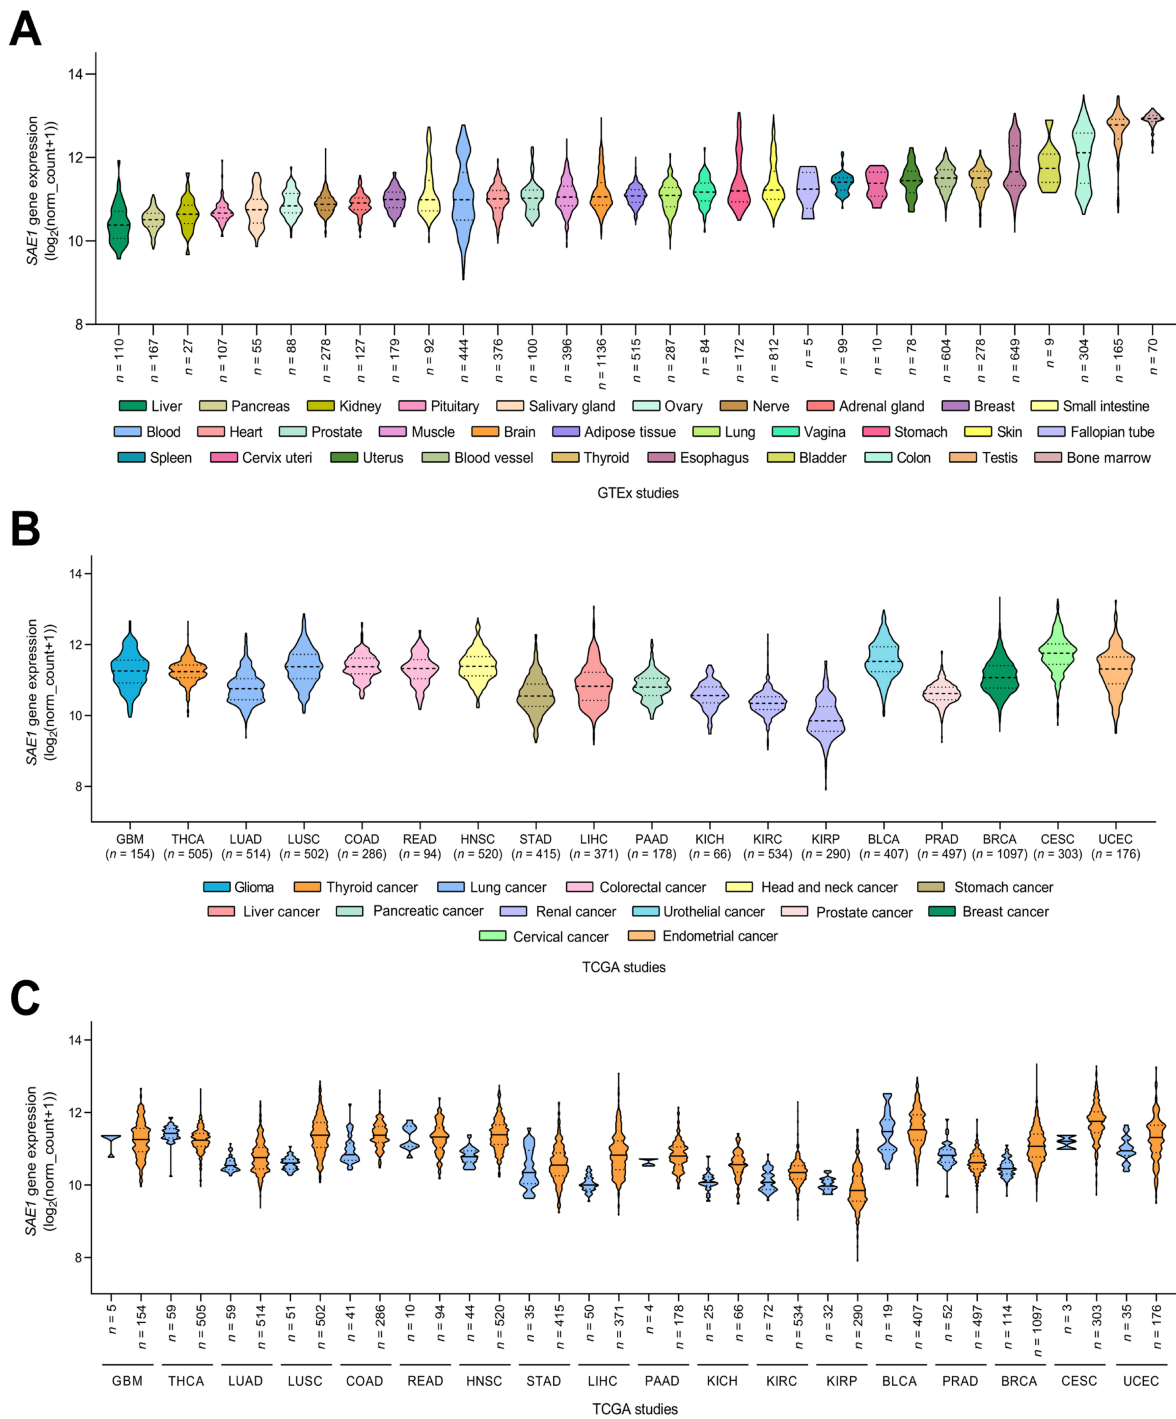 A
SAE1 gene expression
(log2(norm_count+1))
14
12
10
8
n = 110
n = 167
n = 27
n = 107
n = 55
n = 88
n = 278
n = 127
n = 179
n = 92
n = 444
n = 376
n = 100
n = 396
n = 1136
n = 515
n = 287
n = 84
n = 172
n = 812
n = 5
n = 99
n = 10
n = 78
n = 604
n = 278
n = 649
n = 9
n = 304
n = 165
n = 70
Liver Pancreas Kidney Pituitary Salivary gland Ovary Nerve Adrenal gland Breast Small intestine
Blood Heart Prostate Muscle Brain Adipose tissue Lung Vagina Stomach Skin Fallopian tube
Spleen Cervix uteri Uterus Blood vessel Thyroid Esophagus Bladder Colon Testis Bone marrow
GTEx studies
B
SAE1 gene expression
(log2(norm_count+1))
14
12
10
8
GBM THCA LUAD LUSC COAD READ HNSC STAD LIHC PAAD KICH KIRC KIRP BLCA PRAD BRCA CESC UCEC
(n = 154) (n = 505) (n = 514) (n = 502) (n = 286) (n = 94) (n = 520) (n = 415) (n = 371) (n = 178) (n = 66) (n = 534) (n = 290) (n = 407) (n = 497) (n = 1097) (n = 303) (n = 176)
Glioma Thyroid cancer Lung cancer Colorectal cancer Head and neck cancer Stomach cancer
Liver cancer Pancreatic cancer Renal cancer Urothelial cancer Prostate cancer Breast cancer
Cervical cancer Endometrial cancer
TCGA studies
C
SAE1 gene expression
(log2(norm_count+1))
14
12
10
8
n = 5
n = 154
n = 59
n = 505
n = 59
n = 514
n = 51
n = 502
n = 41
n = 286
n = 10
n = 94
n = 44
n = 520
n = 35
n = 415
n = 50
n = 371
n = 4
n = 178
n = 25
n = 66
n = 72
n = 534
n = 32
n = 290
n = 19
n = 407
n = 52
n = 497
n = 114
n = 1097
n = 3
n = 303
n = 35
n = 176
GBM THCA LUAD LUSC COAD READ HNSC STAD LIHC PAAD KICH KIRC KIRP BLCA PRAD BRCA CESC UCEC
TCGA studies